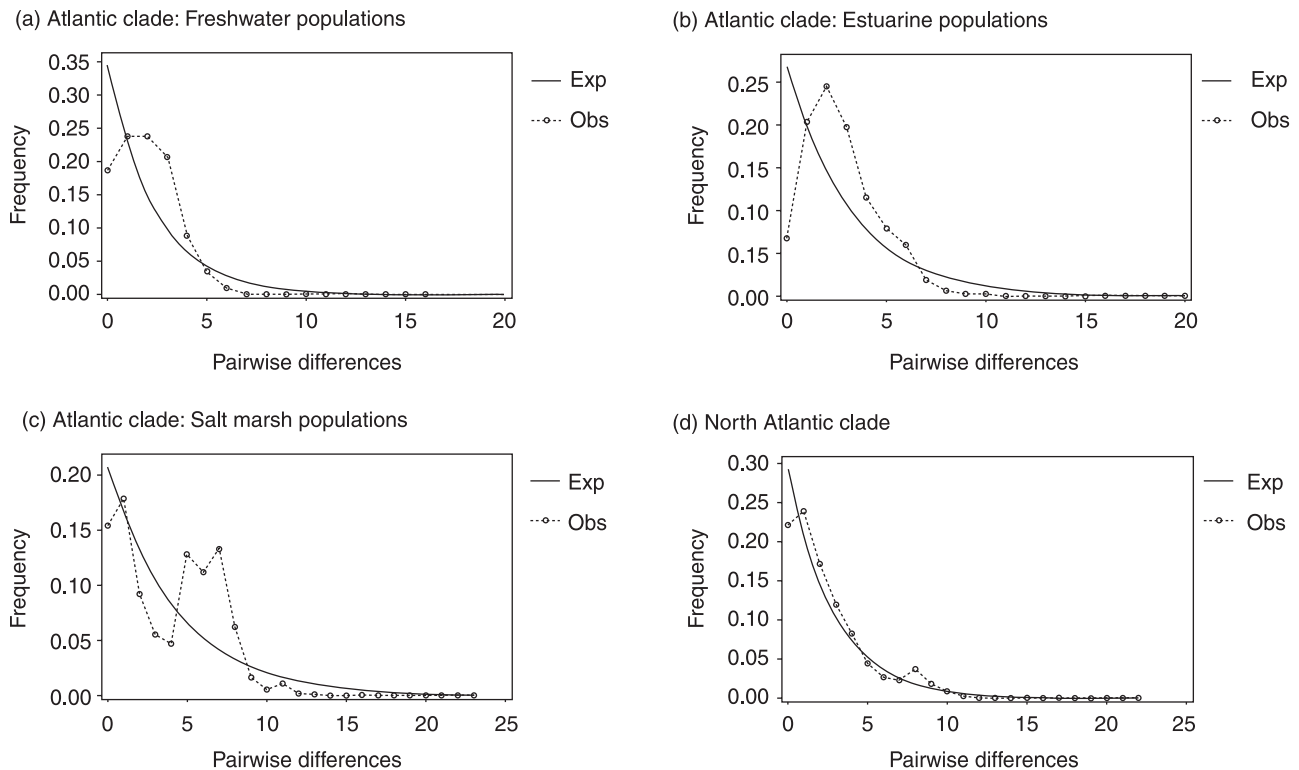 (a) Atlantic clade: Freshwater populations
0.35
0.30
0.25
0.20
0.15
0.10
0.05
0.00
Frequency
0 5 10 15 20
Pairwise differences
Exp
Obs
(b) Atlantic clade: Estuarine populations
0.25
0.20
0.15
0.10
0.15
0.00
Frequency
0 5 10 15 20
Pairwise differences
Exp
Obs
(c) Atlantic clade: Salt marsh populations
0.20
0.15
0.10
0.05
0.00
Frequency
0 5 10 15 20 25
Pairwise differences
Exp
Obs
(d) North Atlantic clade
0.30
0.25
0.20
0.15
0.10
0.05
0.00
Frequency
0 5 10 15 20 25
Pairwise differences
Exp
Obs